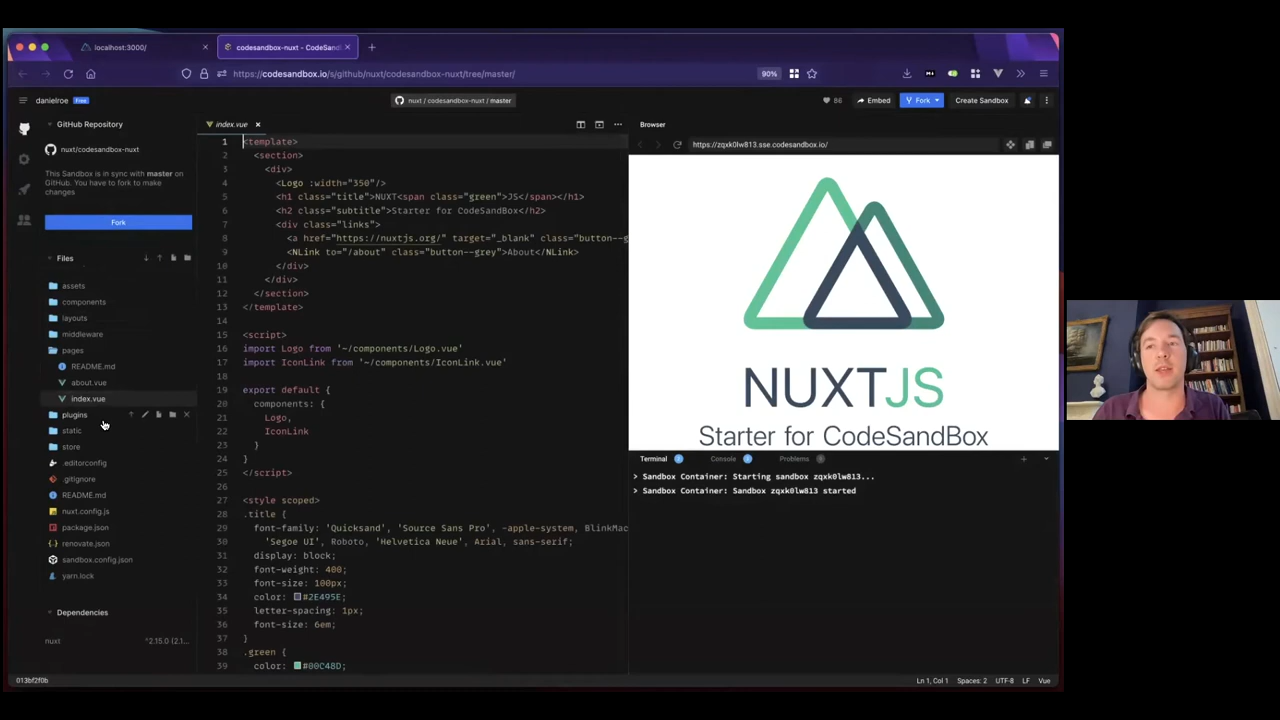 localhost:3000/
codesandbox-nuxt - CodeSand
https://codesandbox.io/s/github/nuxt/codesandbox-nuxt/tree/master/
90%
danielroe Free
nuxt / codesandbox-nuxt / master
86
Embed
Fork
Create Sandbox
GitHub Repository
nuxt/codesandbox-nuxt
This Sandbox is in sync with master on
GitHub. You have to fork to make
changes
Fork
Files
assets
components
layouts
middleware
pages
README.md
about.vue
index.vue
plugins
static
store
.editorconfig
.gitignore
README.md
nuxt.config.js
package.json
renovate.json
sandbox.config.json
yarn.lock
Dependencies
nuxt ^2.15.0 (2.1...
013bf2f0b
index.vue
1 <template>
2 <section>
3 <div>
4 <Logo :width="350"/>
5 <h1 class="title">NUXT<span class="green">JS</span></h1>
6 <h2 class="subtitle">Starter for CodeSandBox</h2>
7 <div class="links">
8 <a href="https://nuxtjs.org/" target="_blank" class="button--g
9 <NLink to="/about" class="button--grey">About</NLink>
10 </div>
11 </div>
12 </section>
13 </template>
14
15 <script>
16 import Logo from '~/components/Logo.vue'
17 import IconLink from '~/components/IconLink.vue'
18
19 export default {
20 components: {
21 Logo,
22 IconLink
23 }
24 }
25 </script>
26
27 <style scoped>
28 .title {
29 font-family: 'Quicksand', 'Source Sans Pro', -apple-system, BlinkMac
30 'Segoe UI', Roboto, 'Helvetica Neue', Arial, sans-serif;
31 display: block;
32 font-weight: 400;
33 font-size: 100px;
34 color: #2E495E;
35 letter-spacing: 1px;
36 font-size: 6em;
37 }
38 .green {
39 color: #00C48D;
Browser
https://zqxk0lw813.sse.codesandbox.io/
NUXTJS
Starter for CodeSandBox
Terminal
Console
Problems
> Sandbox Container: Starting sandbox zqxk0lw813...
> Sandbox Container: Sandbox zqxk0lw813 started
Ln 1, Col 1
Spaces: 2
UTF-8
LF
Vue